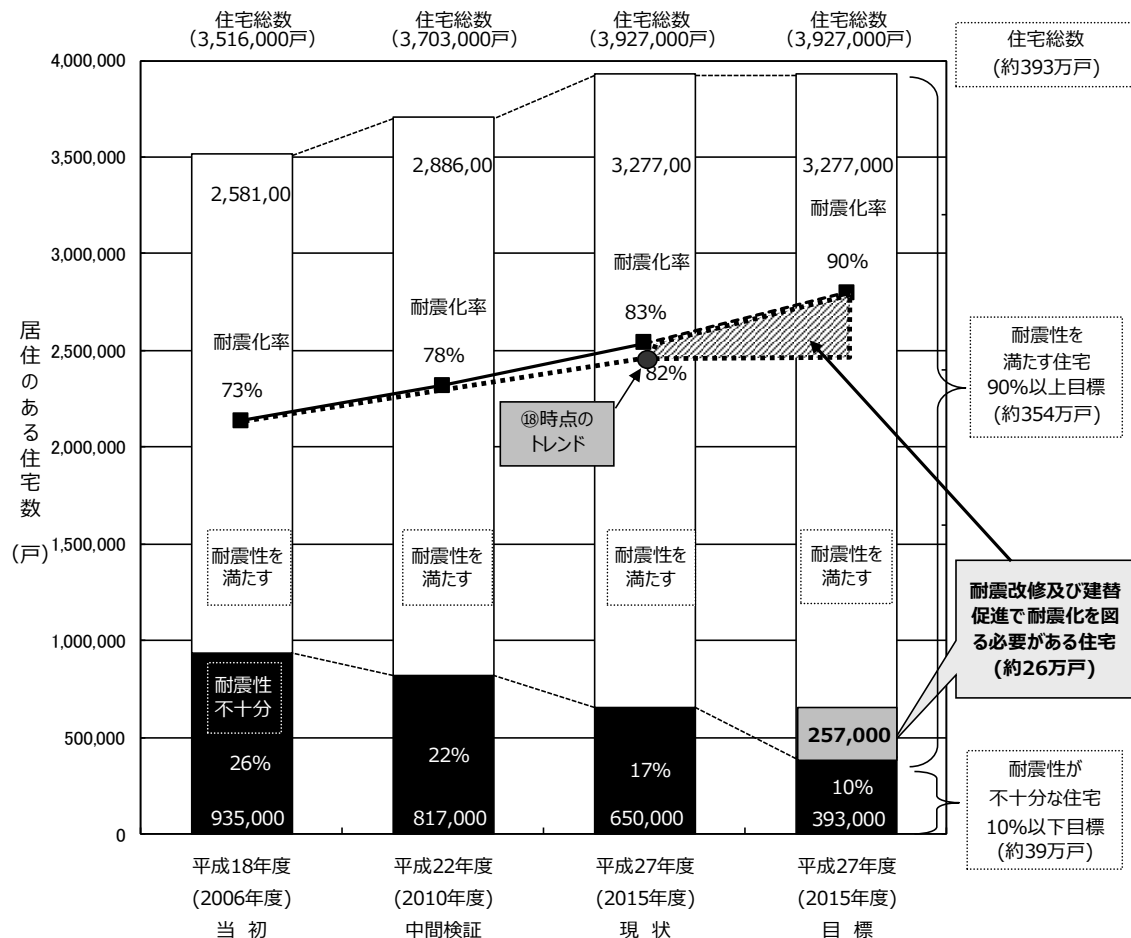 住宅総数
(3,516,000戸)
住宅総数
(3,703,000戸)
住宅総数
(3,927,000戸)
住宅総数
(3,927,000戸)
住宅総数
(約393万戸)
4,000,000
3,500,000
3,000,000
2,500,000
2,000,000
1,500,000
1,000,000
500,000
0
居住のある住宅数
(戸)
2,581,00
2,886,00
3,277,00
3,277,000
耐震化率
73%
耐震化率
78%
耐震化率
83%
82%
耐震化率
90%
⑱時点の
トレンド
耐震性を
満たす
耐震性を
満たす
耐震性を
満たす
耐震性を
満たす
耐震性
不十分
26%
935,000
22%
817,000
17%
650,000
257,000
10%
393,000
耐震性を
満たす住宅
90%以上目標
(約354万戸)
耐震改修及び建替
促進で耐震化を図
る必要がある住宅
(約26万戸)
耐震性が
不十分な住宅
10%以下目標
(約39万戸)
平成18年度
(2006年度)
当 初
平成22年度
(2010年度)
中間検証
平成27年度
(2015年度)
現 状
平成27年度
(2015年度)
目 標